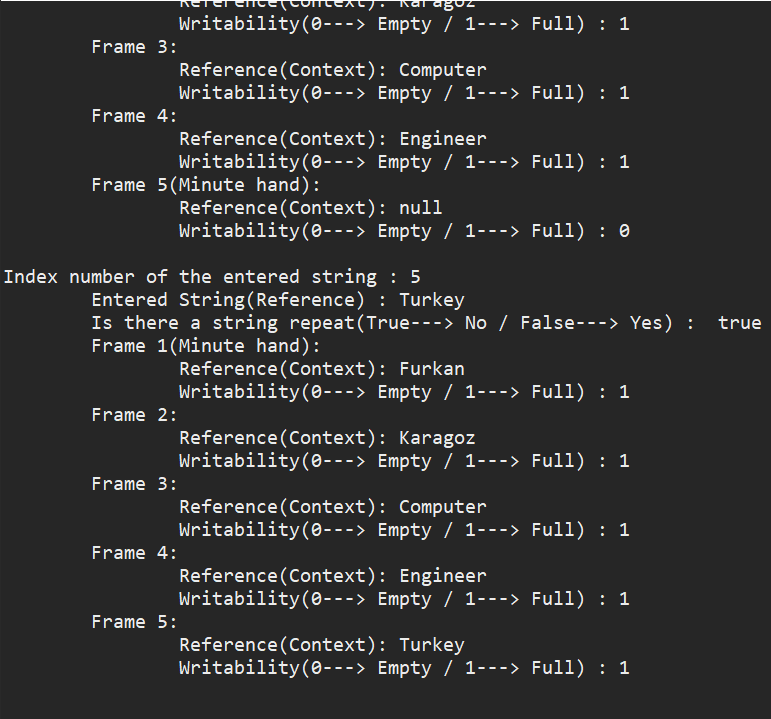 Reference(Context): Karagoz
Writability(0---> Empty / 1---> Full) : 1
Frame 3:
Reference(Context): Computer
Writability(0---> Empty / 1---> Full) : 1
Frame 4:
Reference(Context): Engineer
Writability(0---> Empty / 1---> Full) : 1
Frame 5(Minute hand):
Reference(Context): null
Writability(0---> Empty / 1---> Full) : 0
Index number of the entered string : 5
Entered String(Reference) : Turkey
Is there a string repeat(True---> No / False---> Yes) :  true
Frame 1(Minute hand):
Reference(Context): Furkan
Writability(0---> Empty / 1---> Full) : 1
Frame 2:
Reference(Context): Karagoz
Writability(0---> Empty / 1---> Full) : 1
Frame 3:
Reference(Context): Computer
Writability(0---> Empty / 1---> Full) : 1
Frame 4:
Reference(Context): Engineer
Writability(0---> Empty / 1---> Full) : 1
Frame 5:
Reference(Context): Turkey
Writability(0---> Empty / 1---> Full) : 1